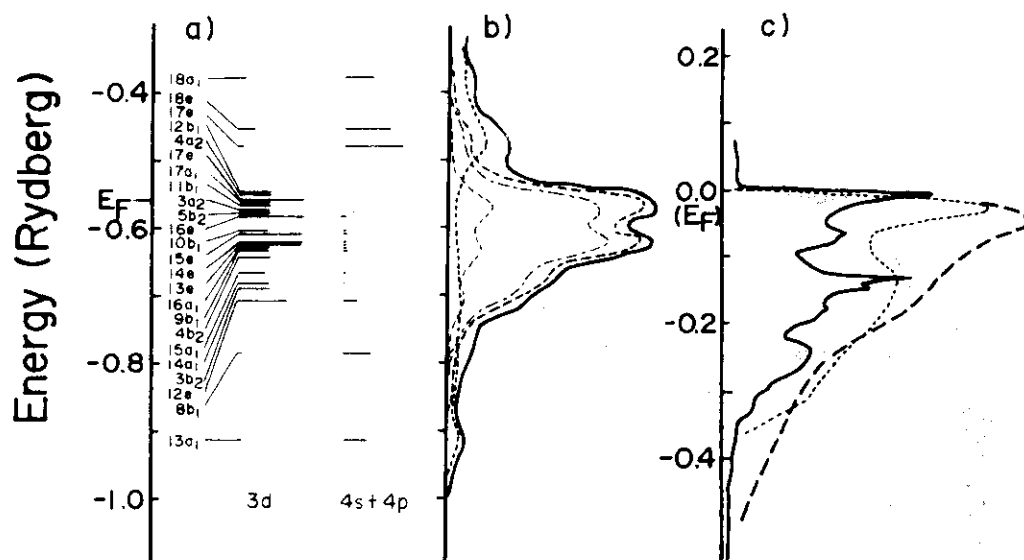 a)
b)
c)
Energy (Rydberg)
-0.4
E_F
-0.6
-0.8
-1.0
18a₁
18e
17e
12b₁
4a₂
17e
17a₁
11b₁
3a₂
5b₂
16e
10b₁
15e
14e
13e
16a₁
9b₁
4b₂
15a₁
14a₁
3b₂
12e
8b₁
13a₁
3d
4s+4p
0.2
0.0
(E_F)
-0.2
-0.4